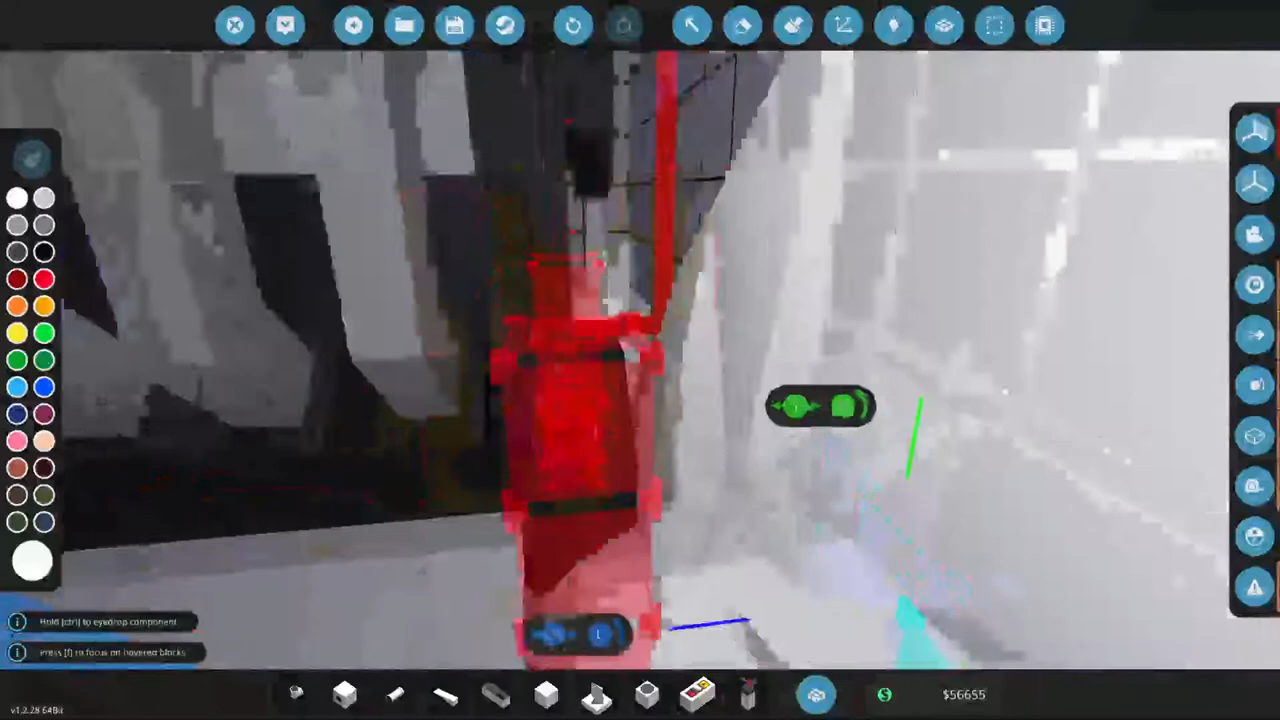 Hold [ctrl] to eyedrop component
Press [f] to focus on hovered blocks
v1.2.28 64Bit
$56655